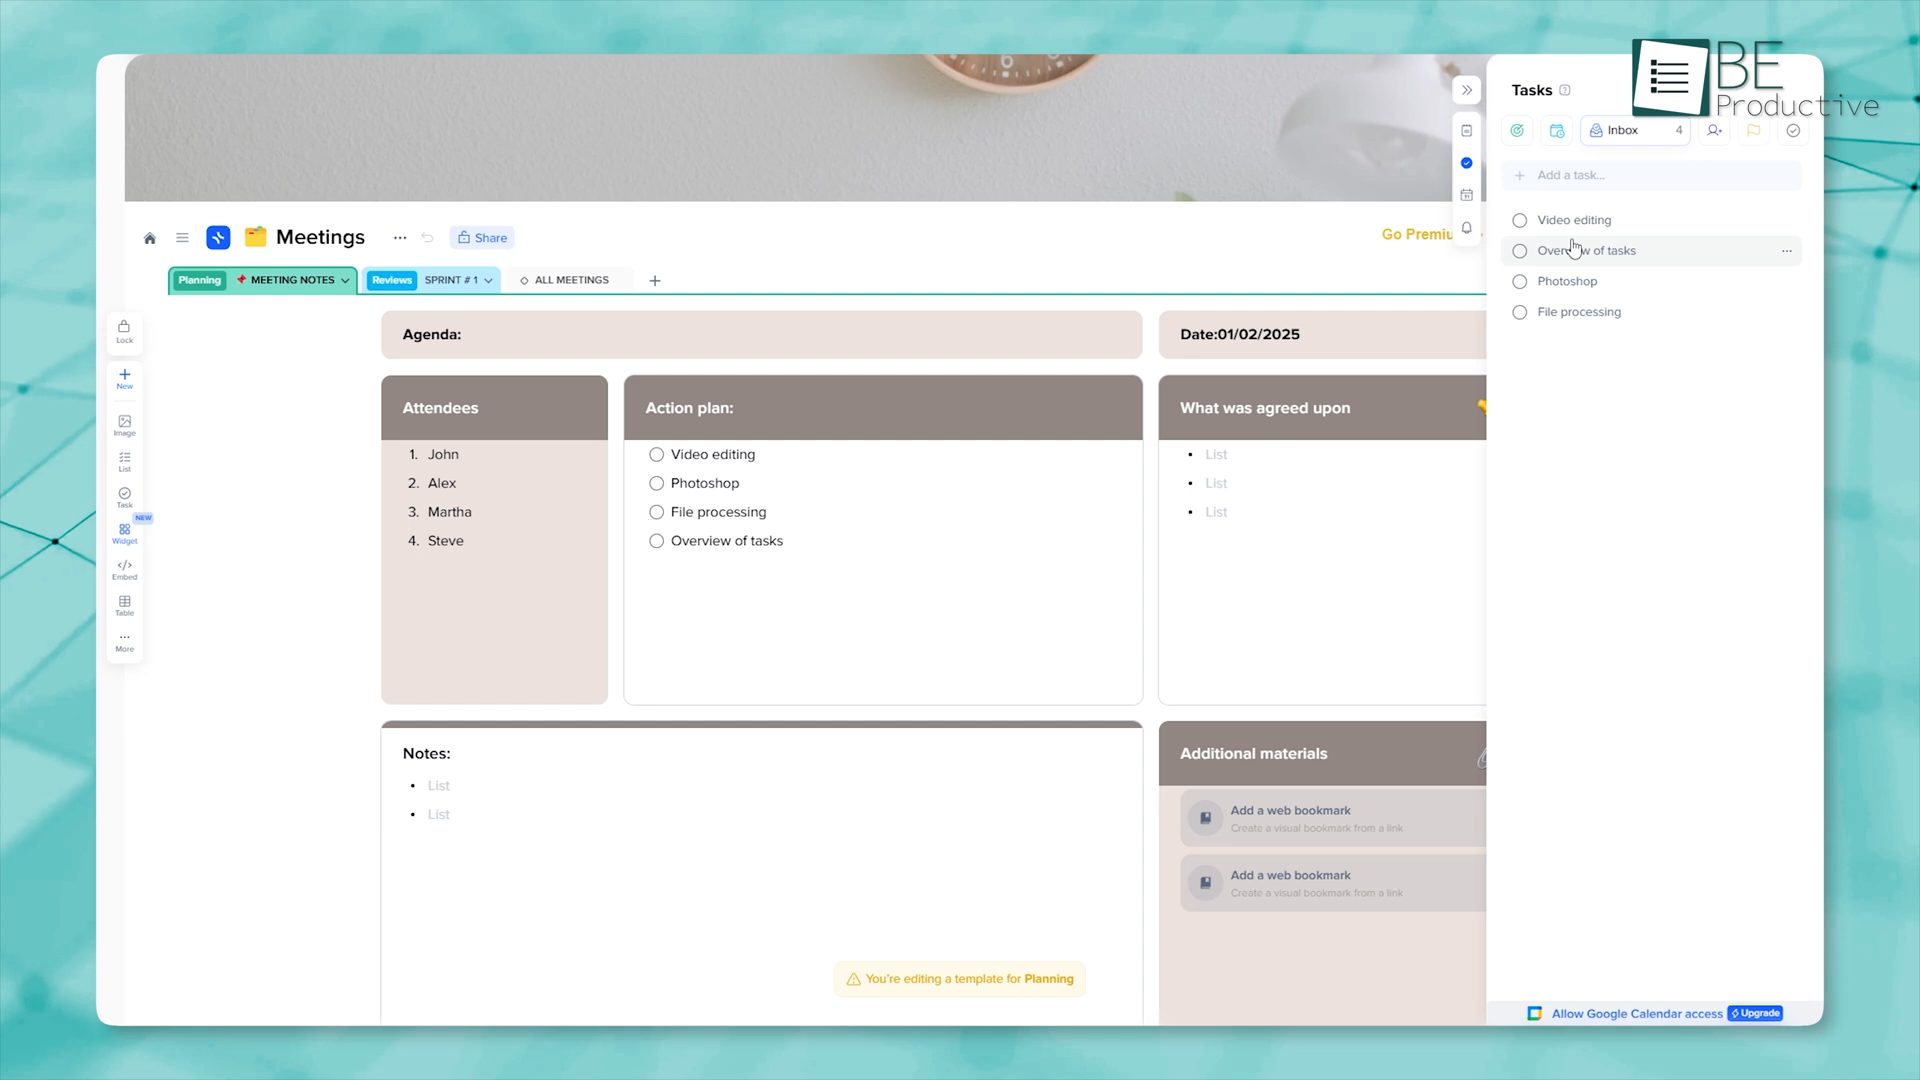 BE
Productive
Tasks
Inbox 4
Add a task...
Video editing
Overview of tasks
Photoshop
File processing
Meetings
Share
Go Premiu
Planning MEETING NOTES
Reviews SPRINT # 1
ALL MEETINGS
Lock
New
Image
List
Task
NEW
Widget
Embed
Table
More
Agenda:
Date:01/02/2025
Attendees
1. John
2. Alex
3. Martha
4. Steve
Action plan:
Video editing
Photoshop
File processing
Overview of tasks
What was agreed upon
• List
• List
• List
Notes:
• List
• List
Additional materials
Add a web bookmark
Create a visual bookmark from a link
Add a web bookmark
Create a visual bookmark from a link
You're editing a template for Planning
Allow Google Calendar access Upgrade